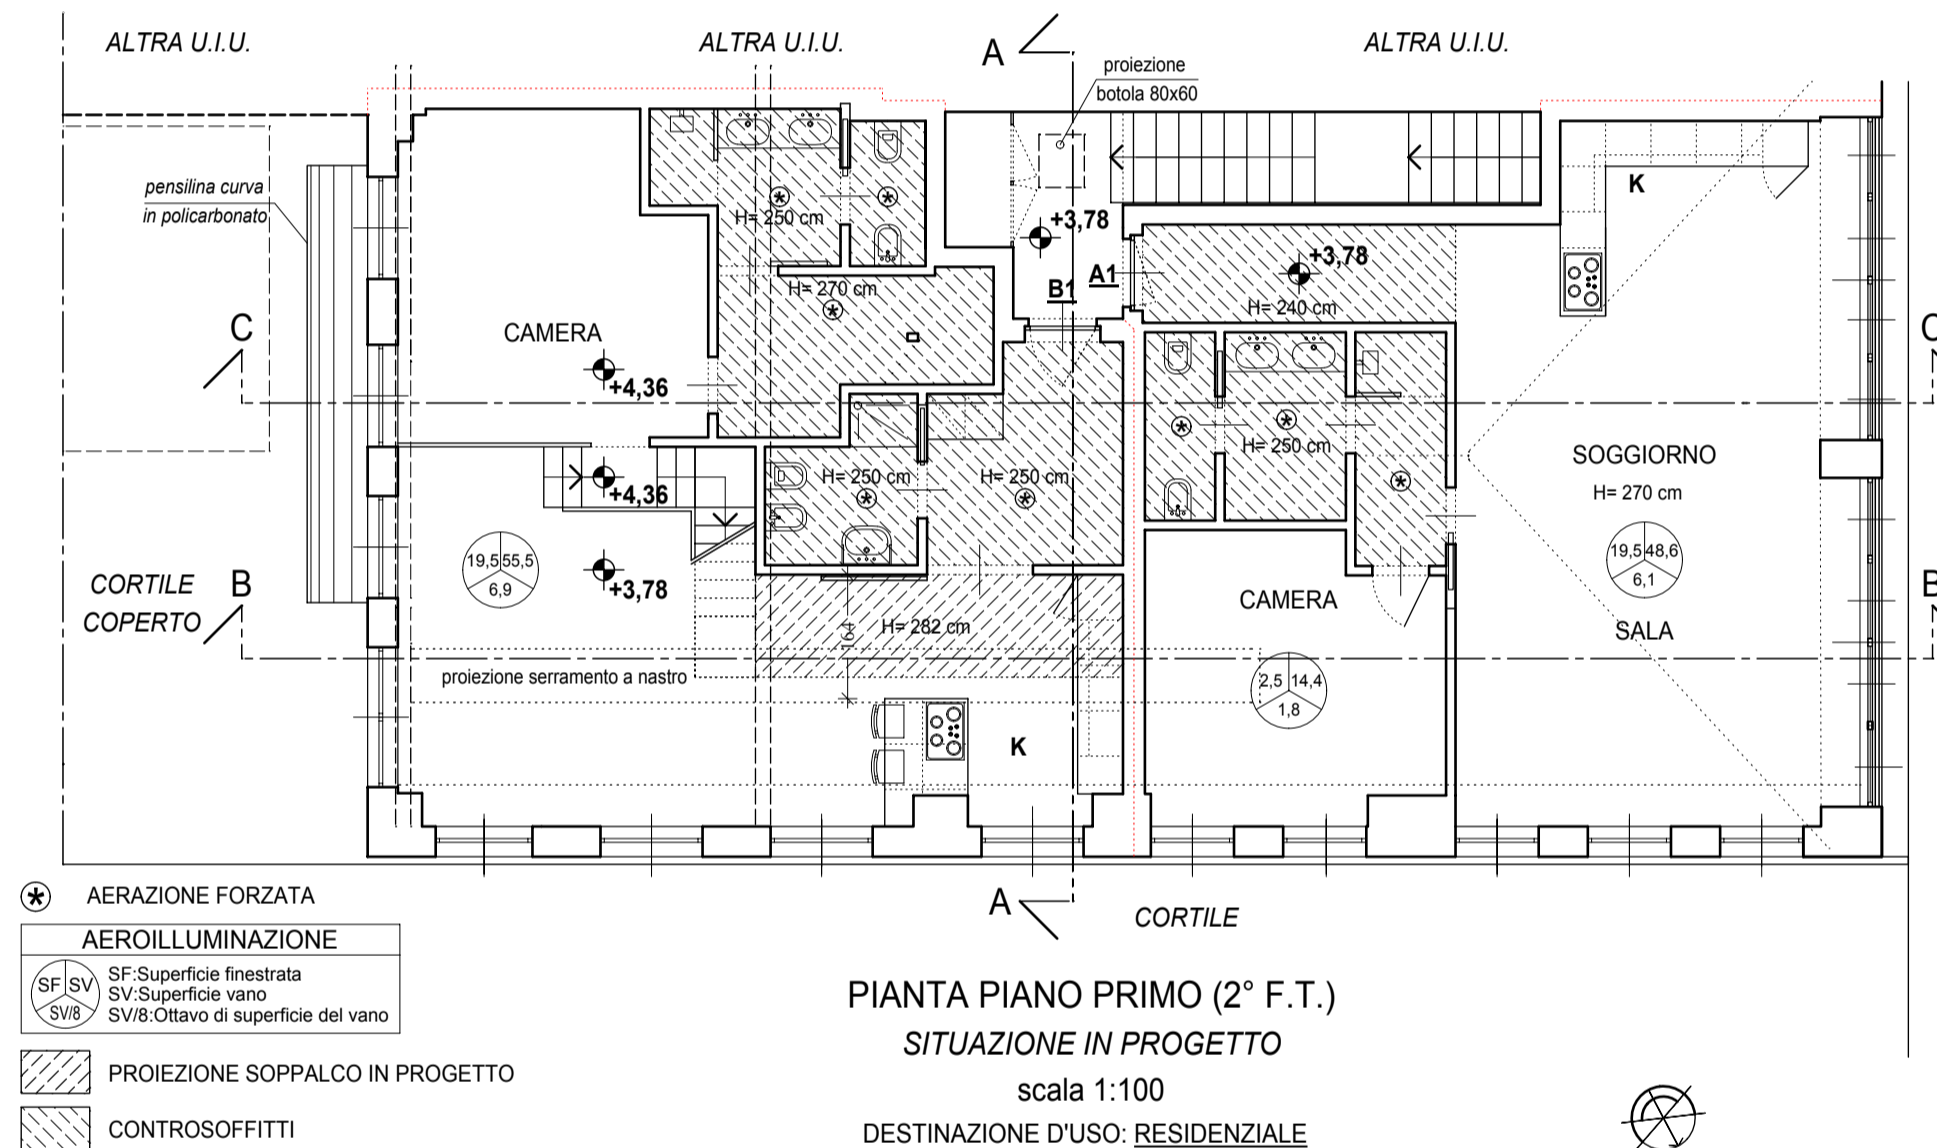 ALTRA U.I.U.
ALTRA U.I.U.
A
ALTRA U.I.U.
proiezione
botola 80x60
pensilina curva
in policarbonato
K
H= 250 cm
+3,78
+3,78
A1
B1
H= 270 cm
H= 240 cm
C
CAMERA
C
+4,36
H= 250 cm
SOGGIORNO
H= 250 cm
H= 250 cm
+4,36
H= 270 cm
19,5 55,5
6,9
19,5 48,6
6,1
CORTILE
COPERTO
B
+3,78
CAMERA
B
H= 282 cm
164
SALA
proiezione serramento a nastro
2,5 14,4
1,8
K
A
CORTILE
AERAZIONE FORZATA
AEROILLUMINAZIONE
SF SV
SV/8
SF:Superficie finestrata
SV:Superficie vano
SV/8:Ottavo di superficie del vano
PROIEZIONE SOPPALCO IN PROGETTO
CONTROSOFFITTI
PIANTA PIANO PRIMO (2° F.T.)
SITUAZIONE IN PROGETTO
scala 1:100
DESTINAZIONE D'USO: RESIDENZIALE